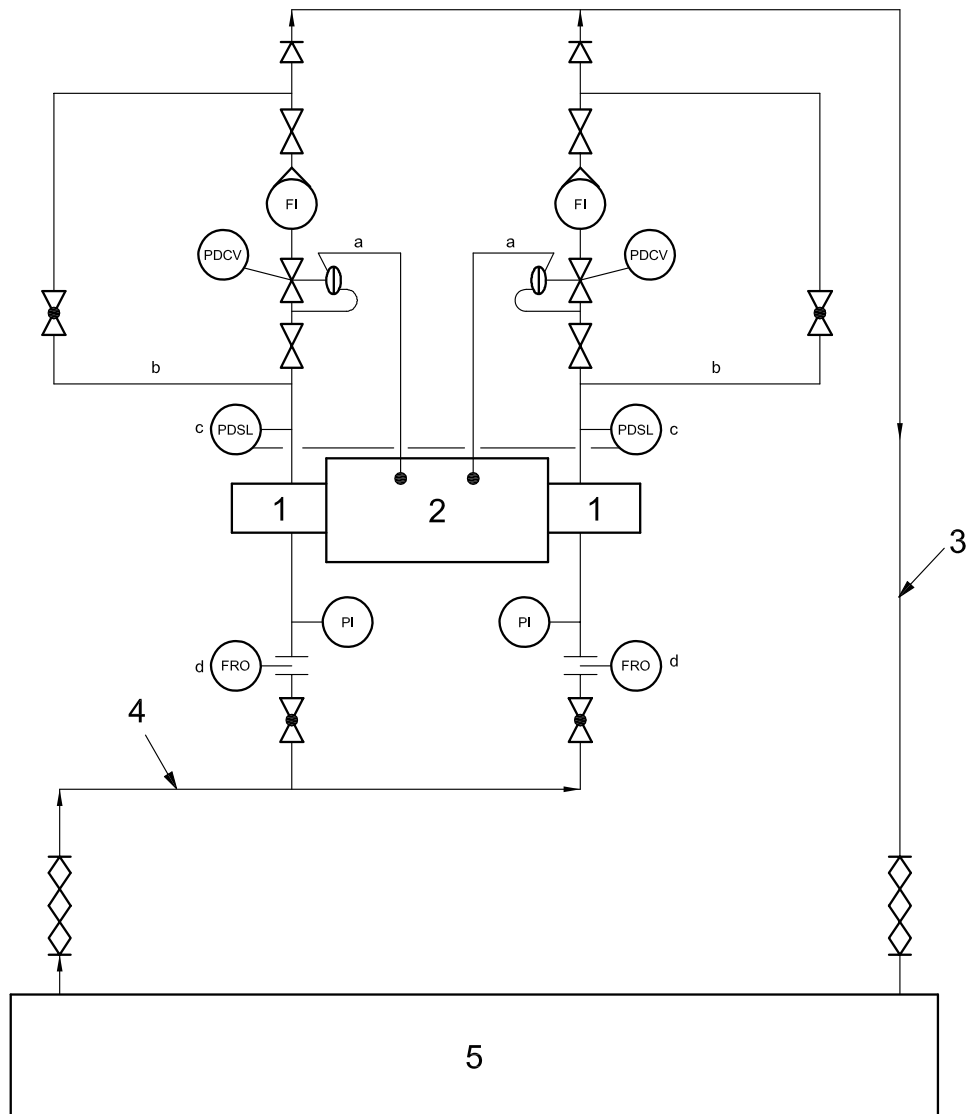 FI FI
a a
PDCV PDCV
b b
c PDSL PDSL c
1 2 1
3
PI PI
d FRO FRO d
4
5